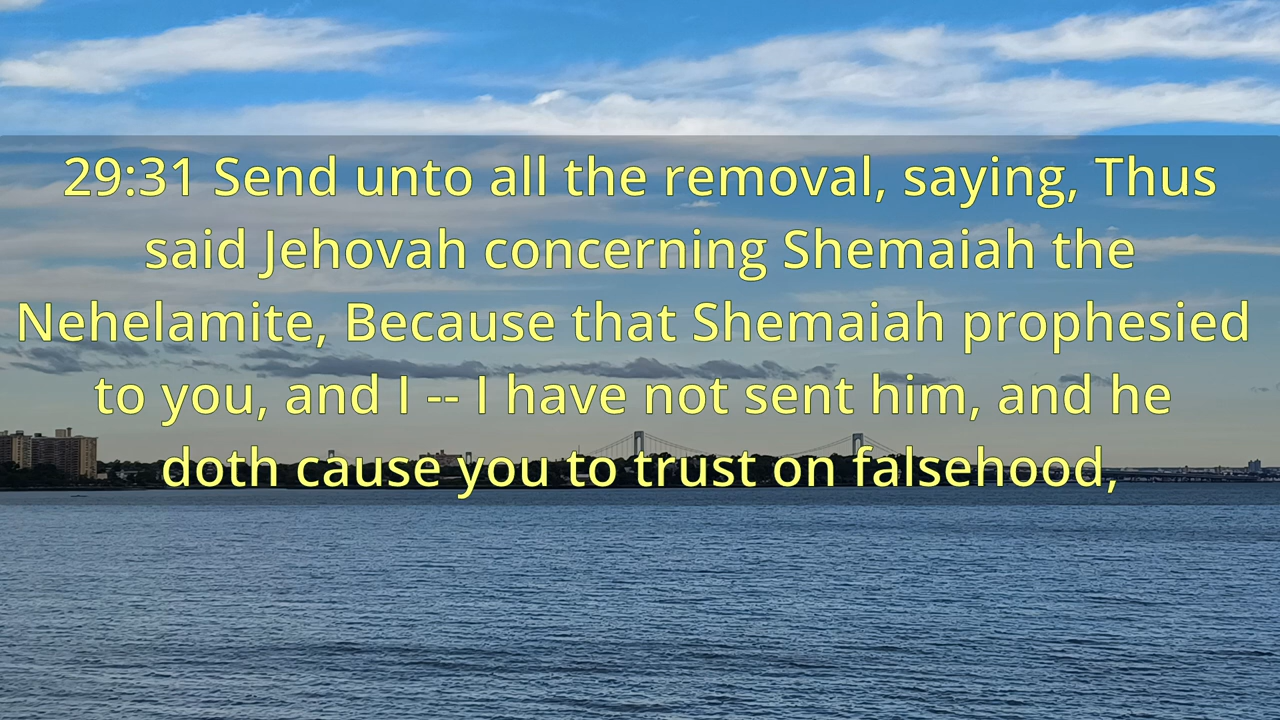 29:31 Send unto all the removal, saying, Thus
said Jehovah concerning Shemaiah the
Nehelamite, Because that Shemaiah prophesied
to you, and I -- I have not sent him, and he
doth cause you to trust on falsehood,